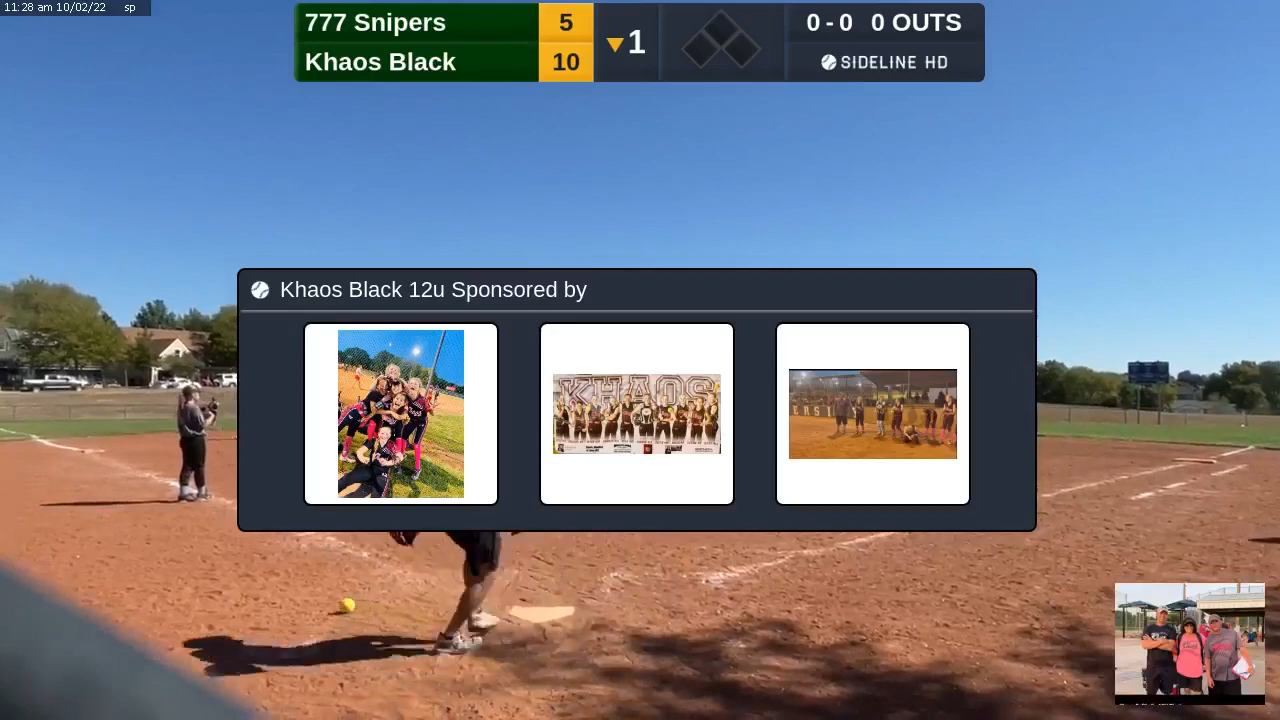 11:28 am 10/02/22 sp
777 Snipers 5
Khaos Black 10
1
0-0 0 OUTS
SIDELINE HD
Khaos Black 12u Sponsored by
KHAOS
ERSI